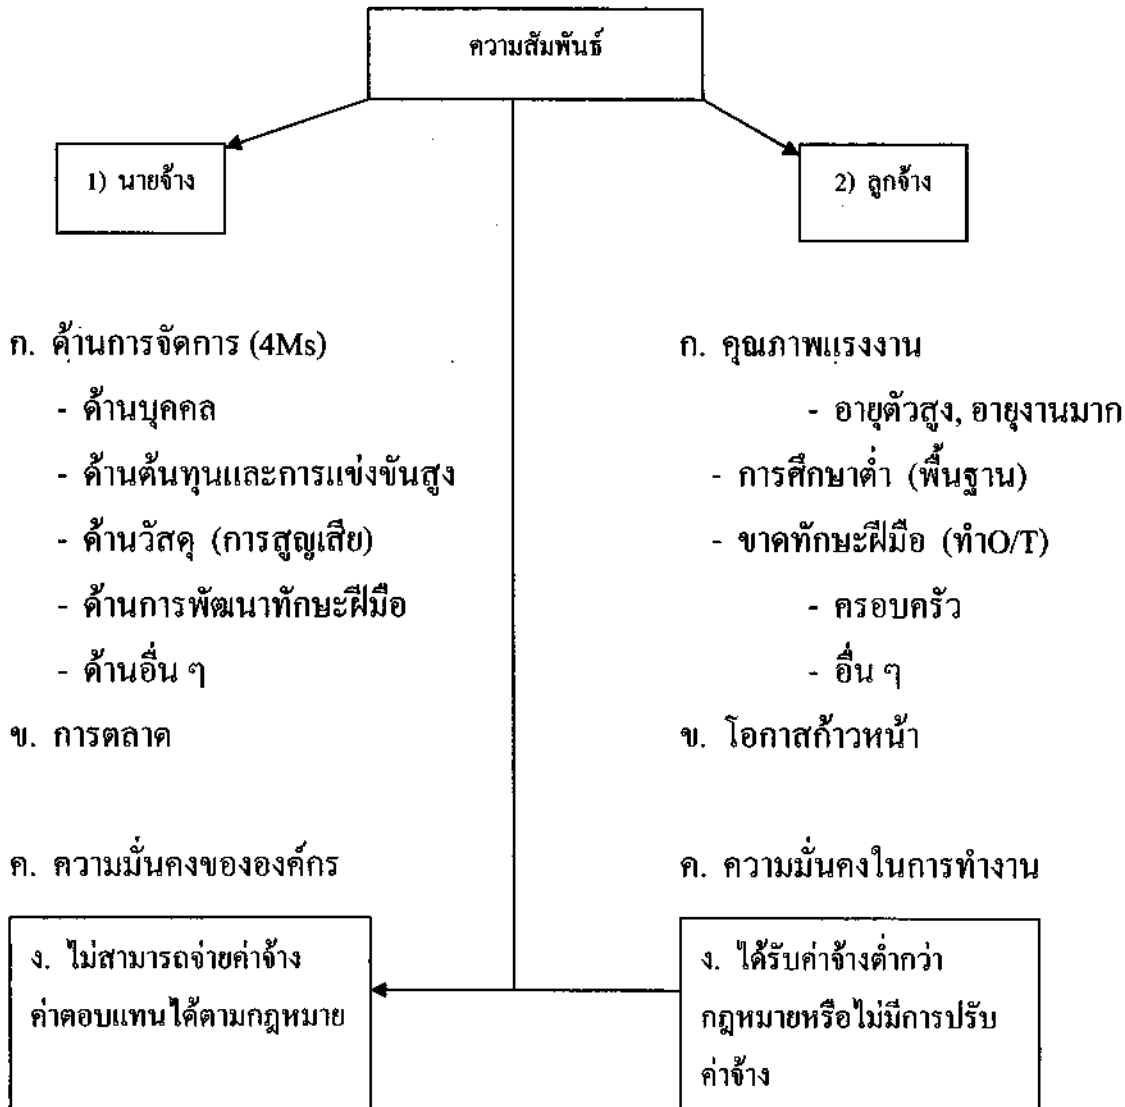 ความสัมพันธ์
1) นายจ้าง
2) ลูกจ้าง
ก. ด้านการจัดการ (4Ms)
- ด้านบุคคล
- ด้านต้นทุนและการแข่งขันสูง
- ด้านวัสดุ (การสูญเสีย)
- ด้านการพัฒนาทักษะฝีมือ
- ด้านอื่น ๆ
ข. การตลาด
ค. ความมั่นคงขององค์กร
ง. ไม่สามารถจ่ายค่าจ้าง
ค่าตอบแทนได้ตามกฎหมาย
ก. คุณภาพแรงงาน
- อายุตัวสูง, อายุงานมาก
- การศึกษาต่ำ (พื้นฐาน)
- ขาดทักษะฝีมือ (ทำO/T)
- ครอบครัว
- อื่น ๆ
ข. โอกาสก้าวหน้า
ค. ความมั่นคงในการทำงาน
ง. ได้รับค่าจ้างต่ำกว่า
กฎหมายหรือไม่มีการปรับ
ค่าจ้าง